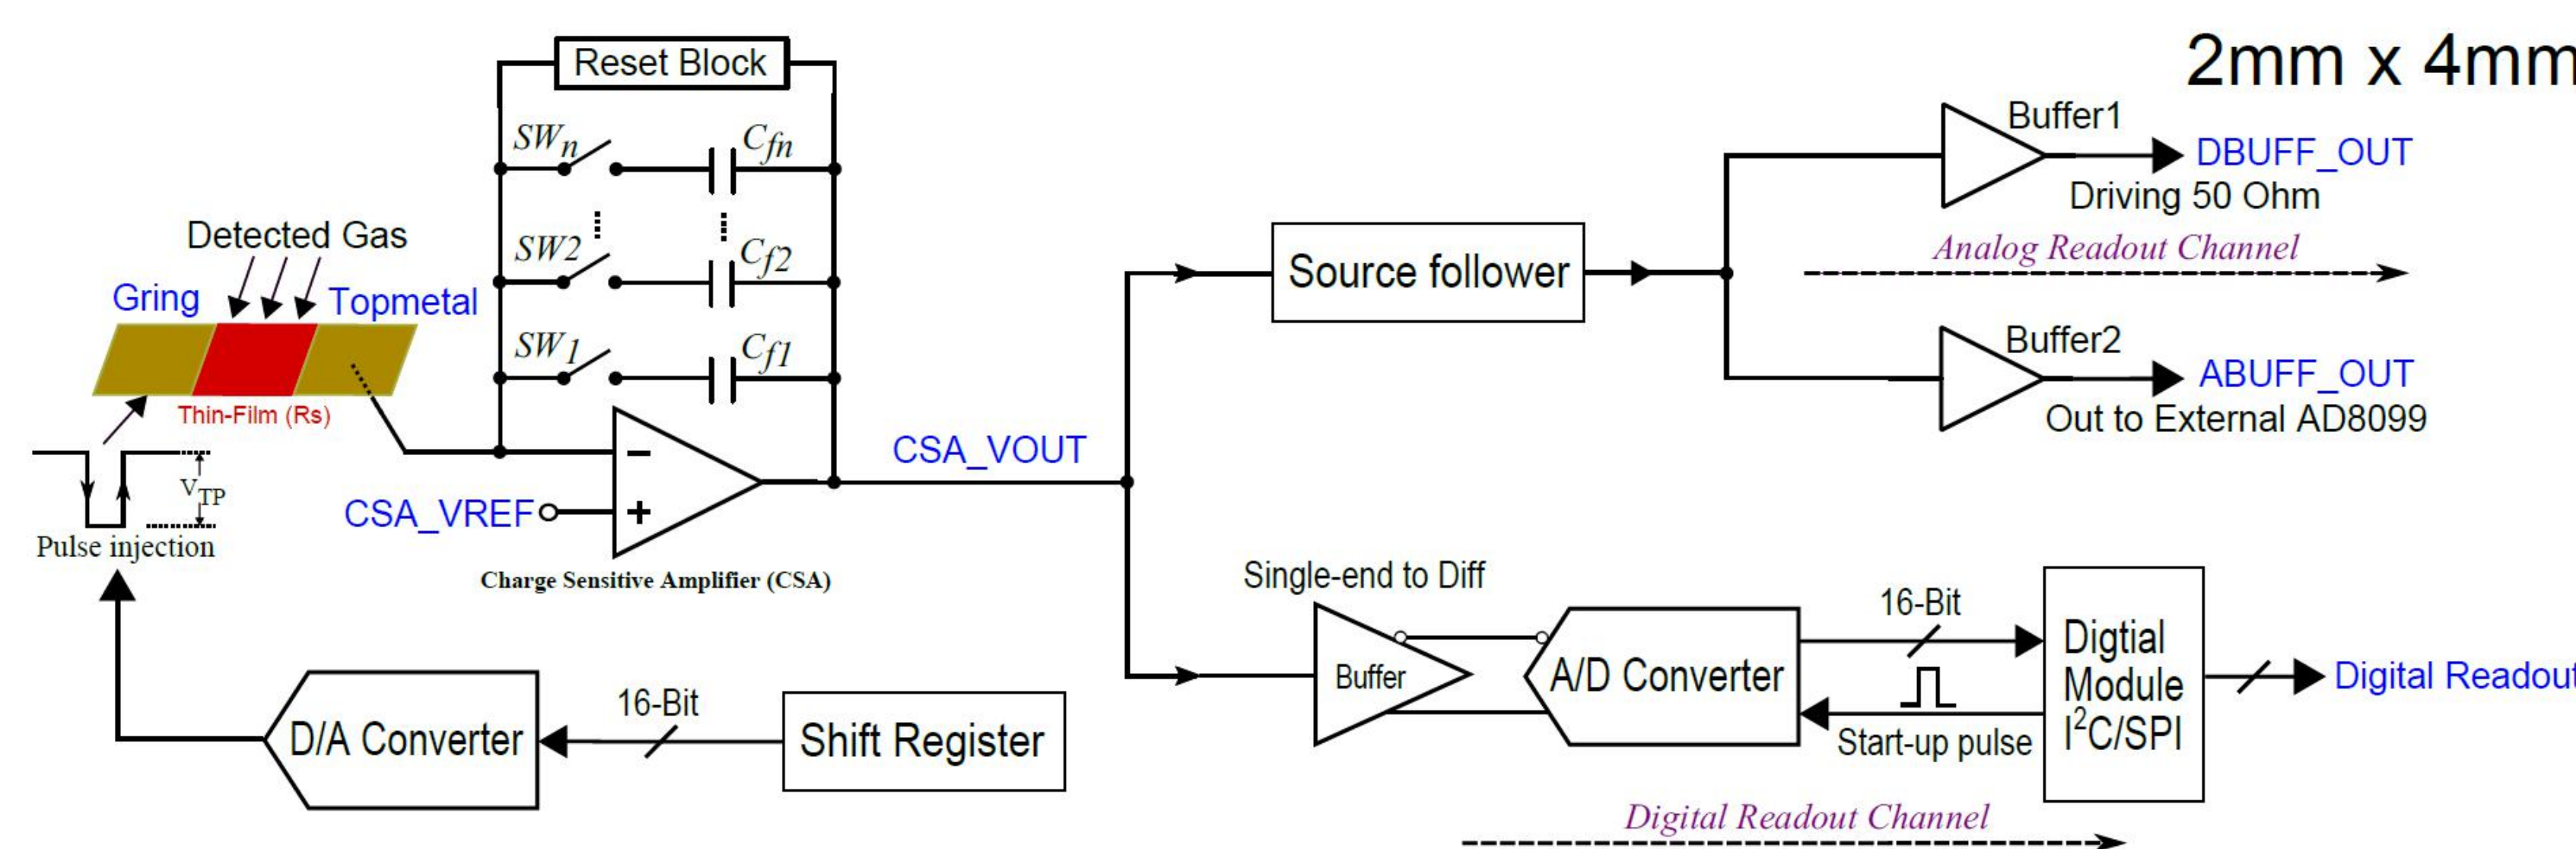 2mm x 4mm
Reset Block
SWn
Cfn
SW2
Cf2
SW1
Cf1
Detected Gas
Gring
Topmetal
Thin-Film (Rs)
VTP
Pulse injection
CSA_VREF
−
+
Charge Sensitive Amplifier (CSA)
CSA_VOUT
Source follower
Buffer1
DBUFF_OUT
Driving 50 Ohm
Analog Readout Channel
Buffer2
ABUFF_OUT
Out to External AD8099
D/A Converter
16-Bit
Shift Register
Single-end to Diff
Buffer
A/D Converter
16-Bit
Start-up pulse
Digtial
Module
I²C/SPI
Digital Readout
Digital Readout Channel